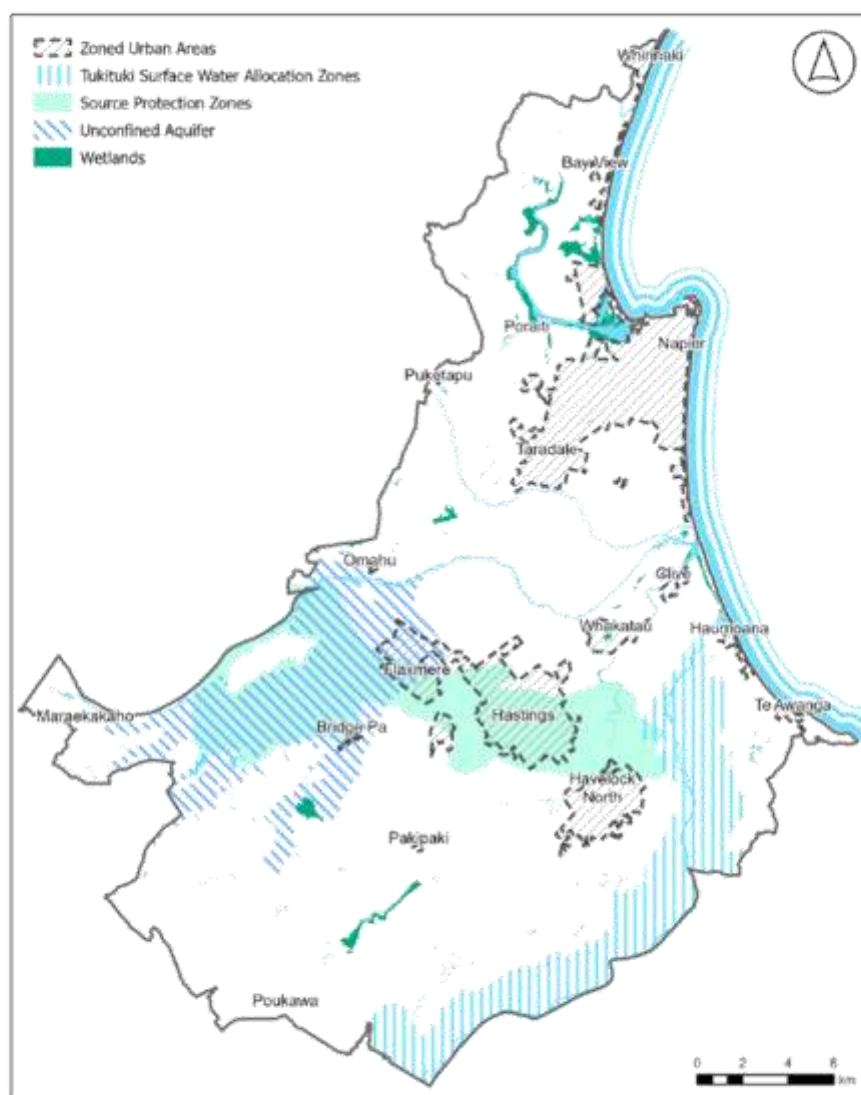 Zoned Urban Areas
Tukituki Surface Water Allocation Zones
Source Protection Zones
Unconfined Aquifer
Wetlands
Whirinaki
Bay View
Poraiti
Napier
Puketapu
Taradale
Omahu
Clive
Whakatau
Haumoana
Flaxmere
Maraekakaho
Te Awanga
Bridge Pa
Hastings
Havelock
North
Pakipaki
Poukawa
0 2 4 6
km